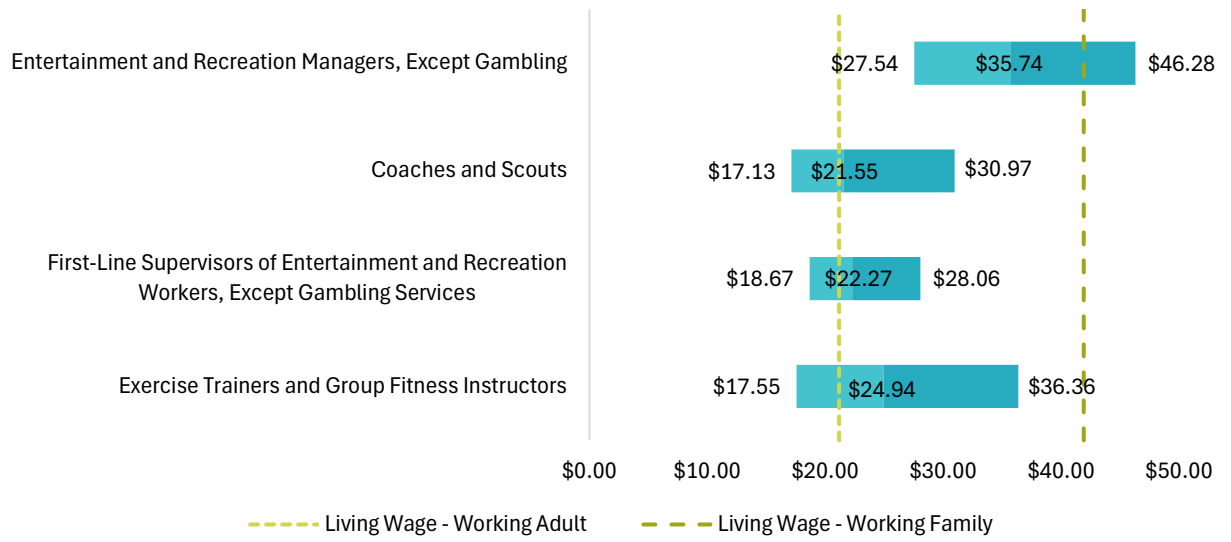 Entertainment and Recreation Managers, Except Gambling
$27.54
$35.74
$46.28
Coaches and Scouts
$17.13
$21.55
$30.97
First-Line Supervisors of Entertainment and Recreation
Workers, Except Gambling Services
$18.67
$22.27
$28.06
Exercise Trainers and Group Fitness Instructors
$17.55
$24.94
$36.36
$0.00
$10.00
$20.00
$30.00
$40.00
$50.00
Living Wage - Working Adult
Living Wage - Working Family